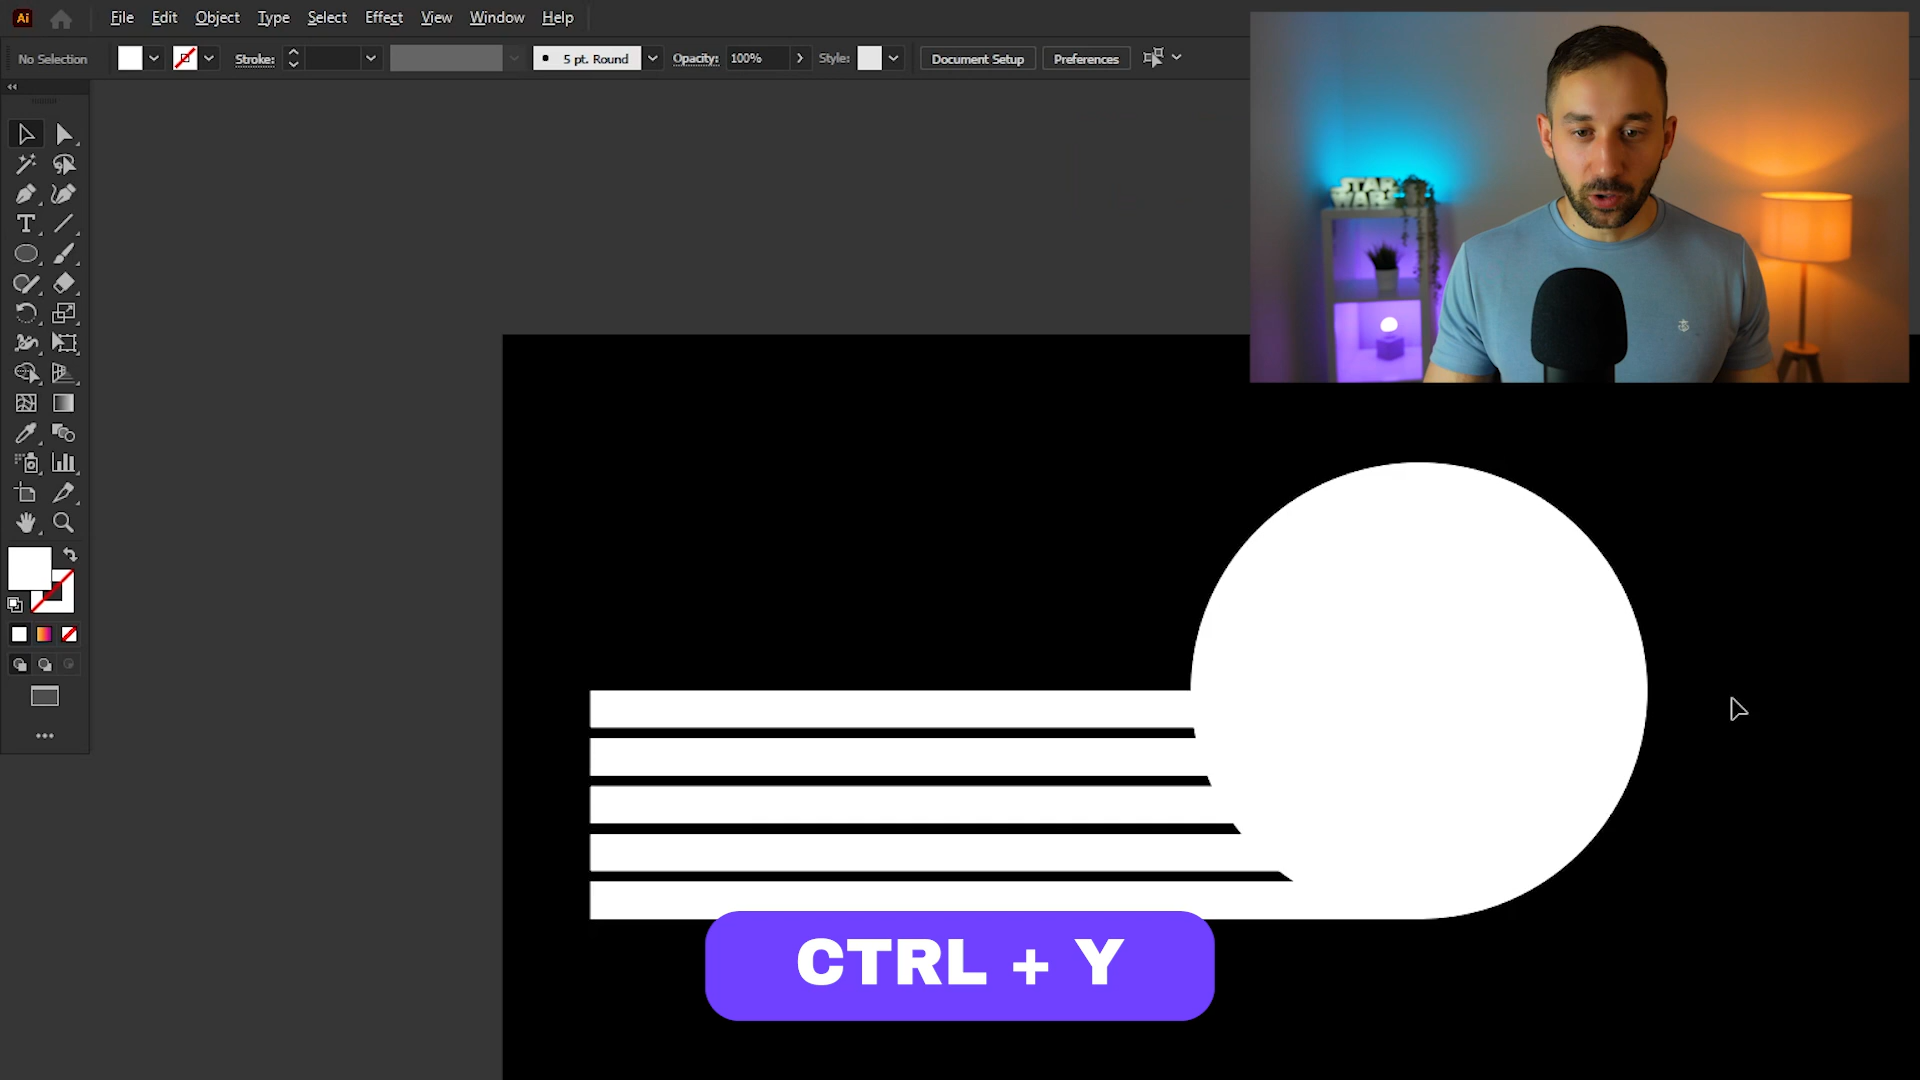 Ai File Edit Object Type Select Effect View Window Help
No Selection Stroke: 5 pt. Round Opacity: 100% Style: Document Setup Preferences
STAR
WARS
CTRL + Y